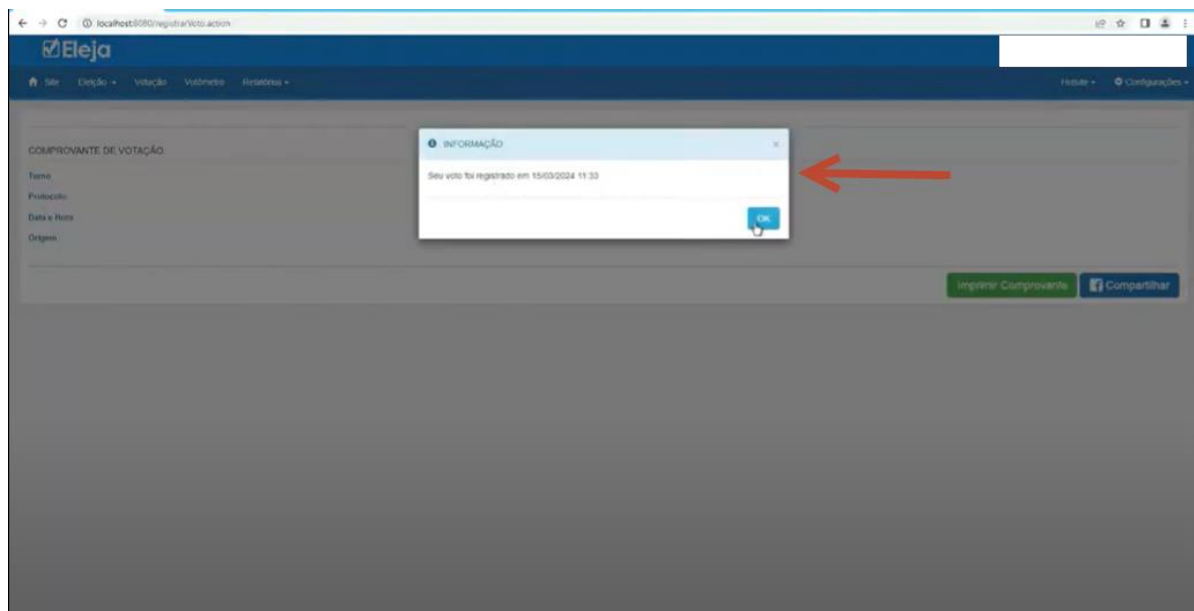 localhost:8080/registrarVoto.action
Eleja
Site Eleição Votação Votômetro Relatórios
Configurações
COMPROVANTE DE VOTAÇÃO
INFORMAÇÃO ×
Turno
Seu voto foi registrado em 15/03/2024 11:33
Protocolo
Data e Hora
OK
Origem
Imprimir Comprovante Compartilhar